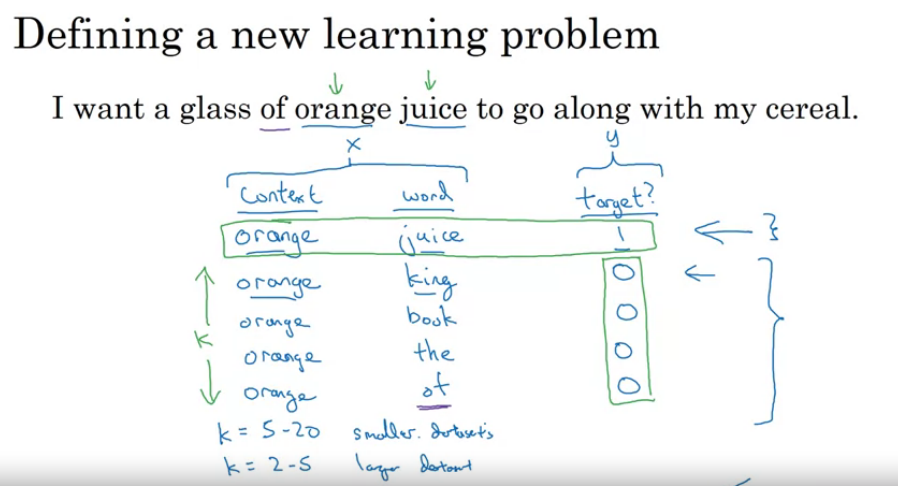 Defining a new learning problem
I want a glass of orange juice to go along with my cereal.
x y
context word target?
orange juice 1
orange king 0
orange book 0
k orange the 0
orange of 0
k = 5-20 smaller datasets
k = 2-5 larger dataset